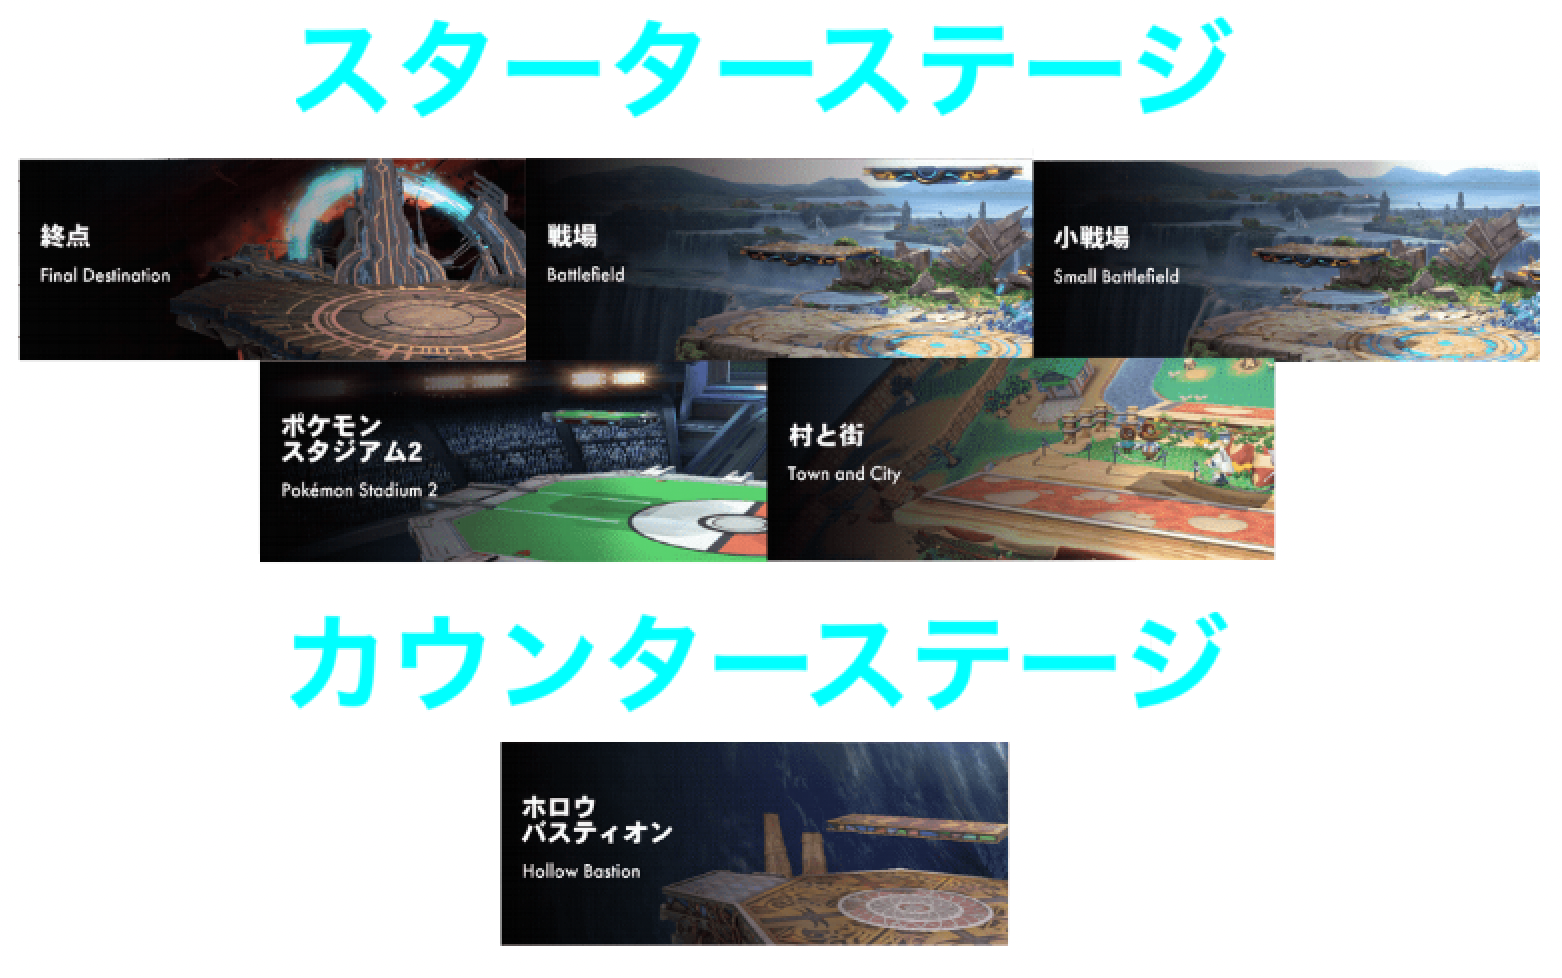 スターターステージ
終点
Final Destination
戦場
Battlefield
小戦場
Small Battlefield
ポケモン
スタジアム2
Pokémon Stadium 2
村と街
Town and City
カウンターステージ
ホロウ
バスティオン
Hollow Bastion